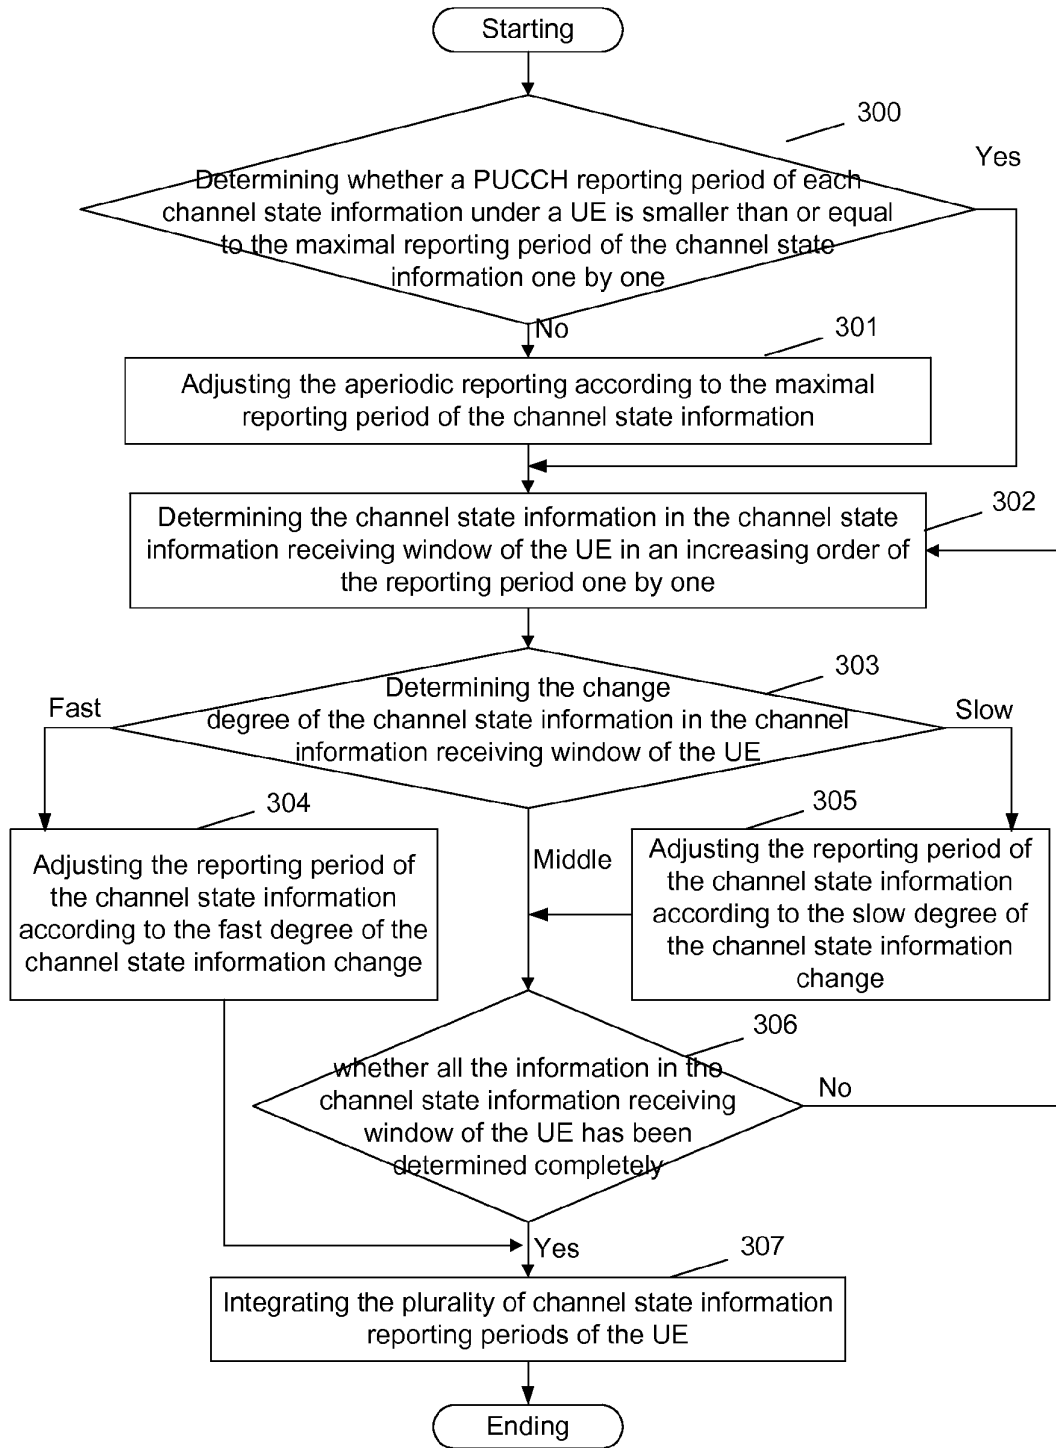 Starting
300
Yes
Determining whether a PUCCH reporting period of each
channel state information under a UE is smaller than or equal
to the maximal reporting period of the channel state
information one by one
No
301
Adjusting the aperiodic reporting according to the maximal
reporting period of the channel state information
302
Determining the channel state information in the channel state
information receiving window of the UE in an increasing order of
the reporting period one by one
303
Determining the change
degree of the channel state information in the channel
information receiving window of the UE
Fast
Slow
304
Adjusting the reporting period of
the channel state information
according to the fast degree of the
channel state information change
Middle
305
Adjusting the reporting period of
the channel state information
according to the slow degree of
the channel state information
change
306
whether all the information in the
channel state information receiving
window of the UE has been
determined completely
No
Yes
307
Integrating the plurality of channel state information
reporting periods of the UE
Ending